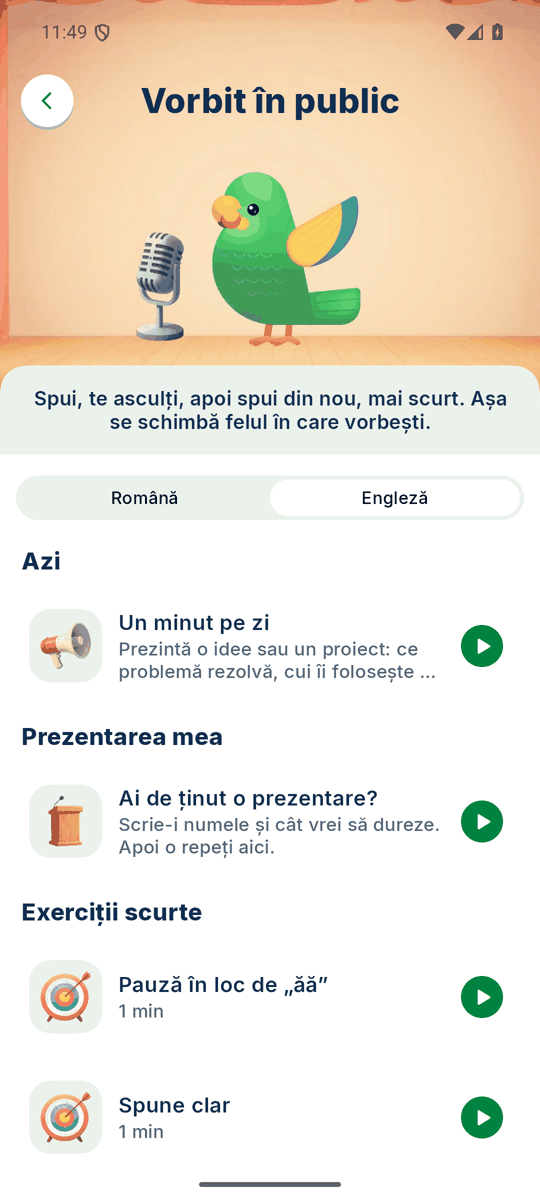 11:49
Vorbit în public
Spui, te asculți, apoi spui din nou, mai scurt. Așa
se schimbă felul în care vorbești.
Română
Engleză
Azi
Un minut pe zi
Prezintă o idee sau un proiect: ce
problemă rezolvă, cui îi folosește ...
Prezentarea mea
Ai de ținut o prezentare?
Scrie-i numele și cât vrei să dureze.
Apoi o repeți aici.
Exerciții scurte
Pauză în loc de „ăă”
1 min
Spune clar
1 min